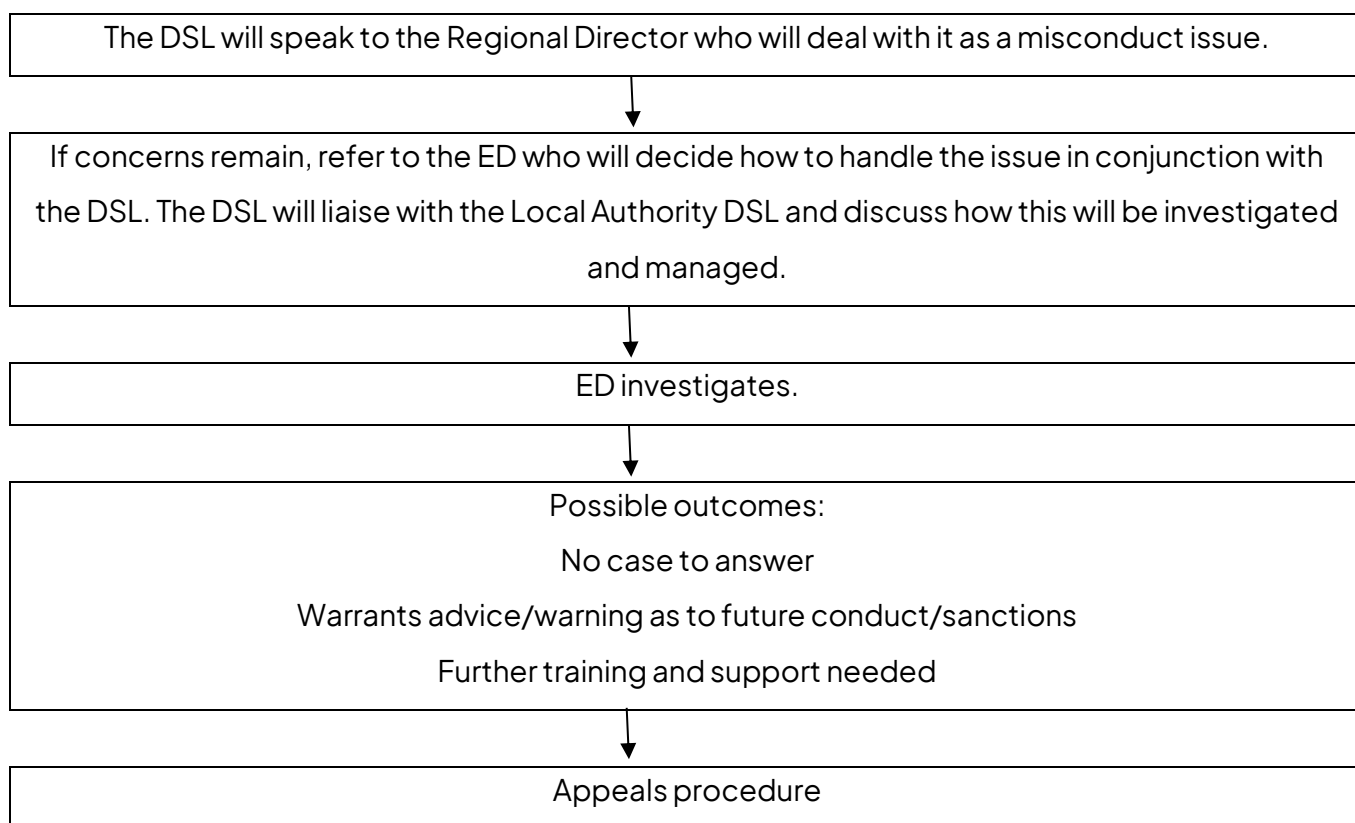 The DSL will speak to the Regional Director who will deal with it as a misconduct issue.
If concerns remain, refer to the ED who will decide how to handle the issue in conjunction with
the DSL. The DSL will liaise with the Local Authority DSL and discuss how this will be investigated
and managed.
ED investigates.
Possible outcomes:
No case to answer
Warrants advice/warning as to future conduct/sanctions
Further training and support needed
Appeals procedure